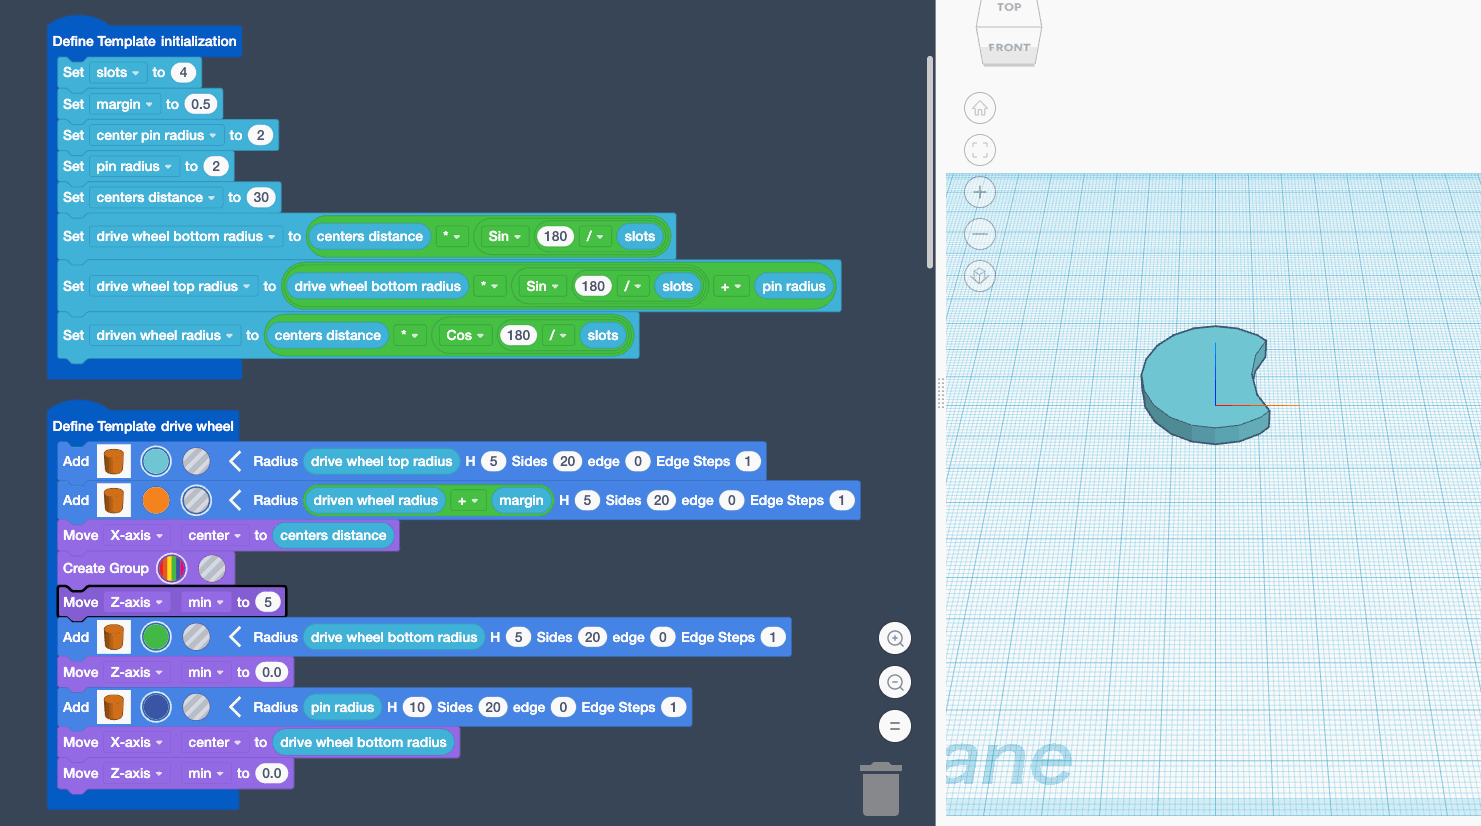 Define Template initialization
Set slots to 4
Set margin to 0.5
Set center pin radius to 2
Set pin radius to 2
Set centers distance to 30
Set drive wheel bottom radius to centers distance * Sin 180 / slots
Set drive wheel top radius to drive wheel bottom radius * Sin 180 / slots + pin radius
Set driven wheel radius to centers distance * Cos 180 / slots
Define Template drive wheel
Add Radius drive wheel top radius H 5 Sides 20 edge 0 Edge Steps 1
Add Radius driven wheel radius + margin H 5 Sides 20 edge 0 Edge Steps 1
Move X-axis center to centers distance
Create Group
Move Z-axis min to 5
Add Radius drive wheel bottom radius H 5 Sides 20 edge 0 Edge Steps 1
Move Z-axis min to 0.0
Add Radius pin radius H 10 Sides 20 edge 0 Edge Steps 1
Move X-axis center to drive wheel bottom radius
Move Z-axis min to 0.0
TOP
FRONT
ane